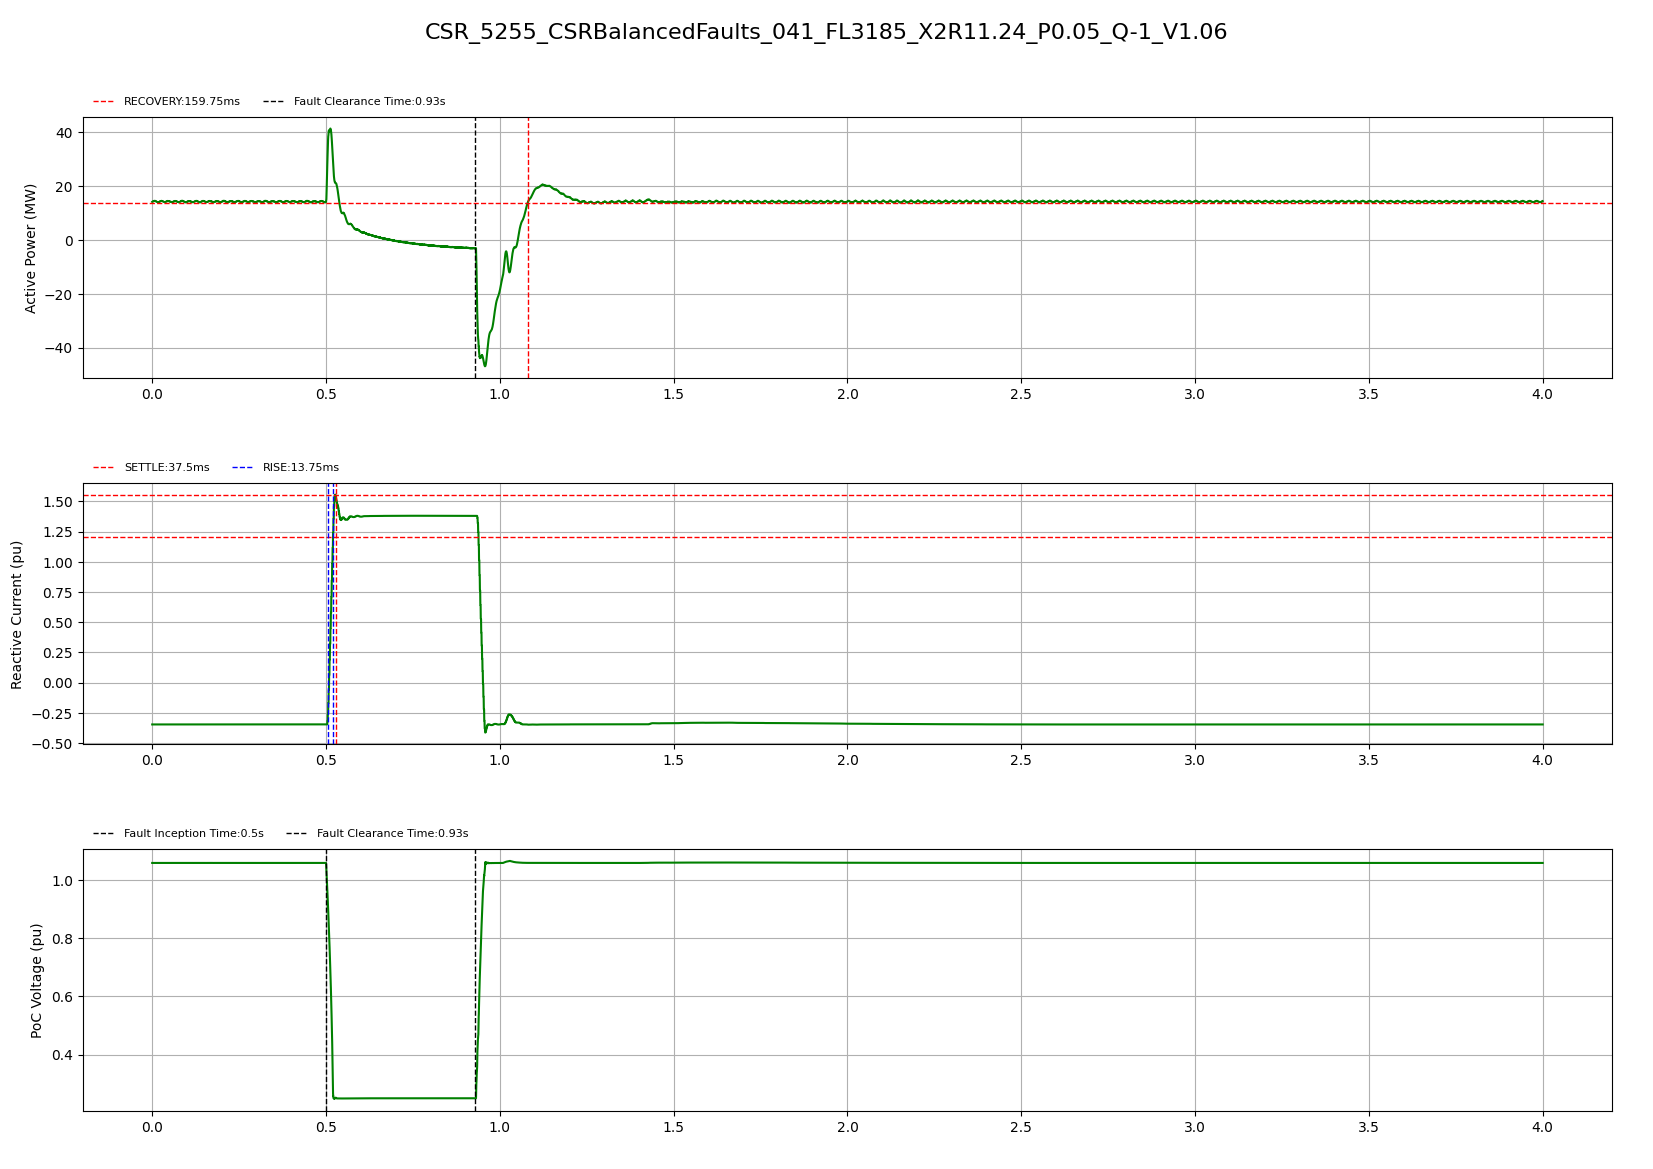 CSR_5255_CSRBalancedFaults_041_FL3185_X2R11.24_P0.05_Q-1_V1.06
RECOVERY:159.75ms Fault Clearance Time:0.93s
Active Power (MW)
40
20
0
−20
−40
0.0 0.5 1.0 1.5 2.0 2.5 3.0 3.5 4.0
SETTLE:37.5ms RISE:13.75ms
Reactive Current (pu)
1.50
1.25
1.00
0.75
0.50
0.25
0.00
−0.25
−0.50
0.0 0.5 1.0 1.5 2.0 2.5 3.0 3.5 4.0
Fault Inception Time:0.5s Fault Clearance Time:0.93s
PoC Voltage (pu)
1.0
0.8
0.6
0.4
0.0 0.5 1.0 1.5 2.0 2.5 3.0 3.5 4.0